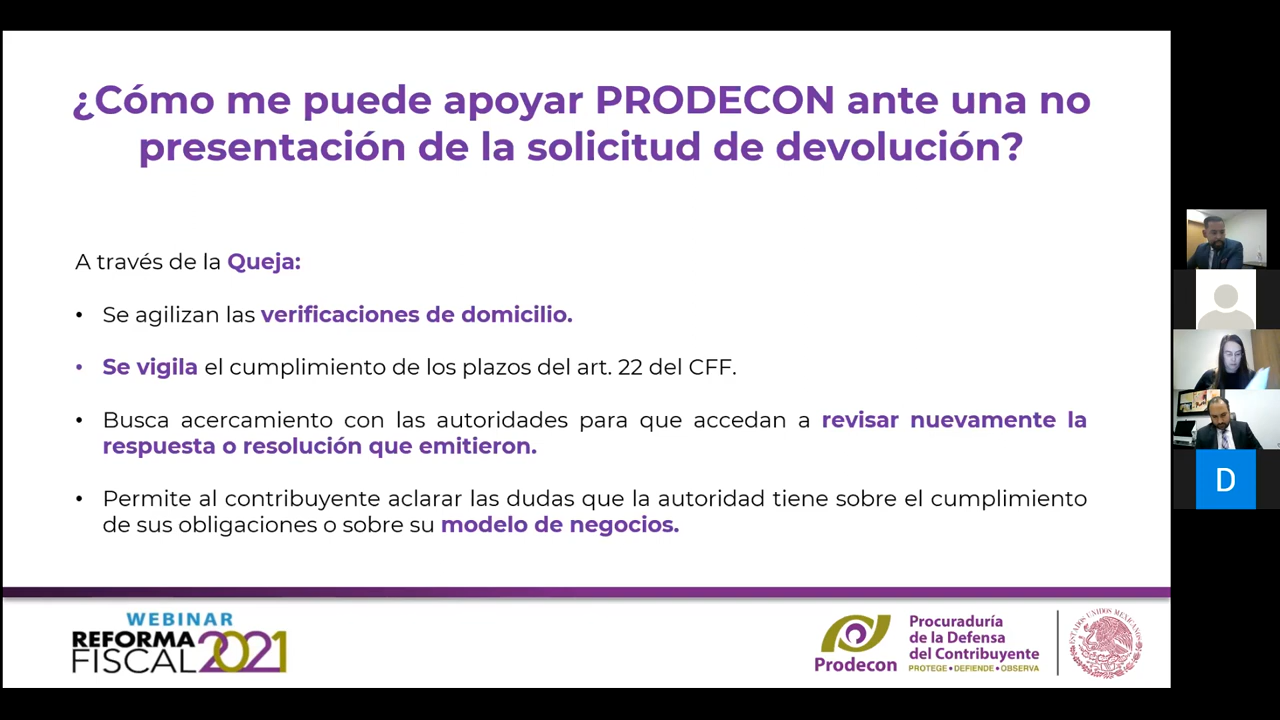 ¿Cómo me puede apoyar PRODECON ante una no
presentación de la solicitud de devolución?
A través de la Queja:
• Se agilizan las verificaciones de domicilio.
• Se vigila el cumplimiento de los plazos del art. 22 del CFF.
• Busca acercamiento con las autoridades para que accedan a revisar nuevamente la
respuesta o resolución que emitieron.
• Permite al contribuyente aclarar las dudas que la autoridad tiene sobre el cumplimiento
de sus obligaciones o sobre su modelo de negocios.
D
WEBINAR
REFORMA
FISCAL 2021
Prodecon
Procuraduría
de la Defensa
del Contribuyente
PROTEGE • DEFIENDE • OBSERVA
ESTADOS UNIDOS MEXICANOS